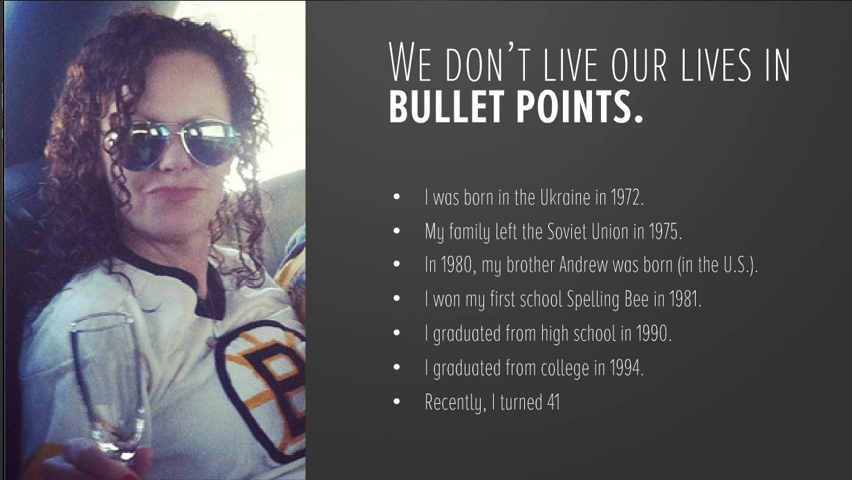 WE DON'T LIVE OUR LIVES IN
BULLET POINTS.
• I was born in the Ukraine in 1972.
• My family left the Soviet Union in 1975.
• In 1980, my brother Andrew was born (in the U.S.).
• I won my first school Spelling Bee in 1981.
• I graduated from high school in 1990.
• I graduated from college in 1994.
• Recently, I turned 41
B